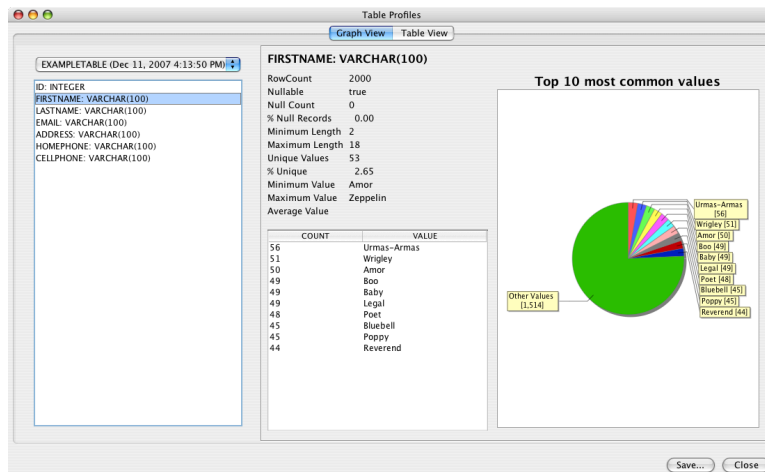 Table Profiles
Graph View Table View
EXAMPLETABLE (Dec 11, 2007 4:13:50 PM)
ID: INTEGER
FIRSTNAME: VARCHAR(100)
LASTNAME: VARCHAR(100)
EMAIL: VARCHAR(100)
ADDRESS: VARCHAR(100)
HOMEPHONE: VARCHAR(100)
CELLPHONE: VARCHAR(100)
FIRSTNAME: VARCHAR(100)
RowCount 2000
Nullable true
Null Count 0
% Null Records 0.00
Minimum Length 2
Maximum Length 18
Unique Values 53
% Unique 2.65
Minimum Value Amor
Maximum Value Zeppelin
Average Value
COUNT VALUE
56 Urmas-Armas
51 Wrigley
50 Amor
49 Boo
49 Baby
49 Legal
48 Poet
45 Bluebell
45 Poppy
44 Reverend
Top 10 most common values
Urmas-Armas
[56]
Wrigley [51]
Amor [50]
Boo [49]
Baby [49]
Legal [49]
Poet [48]
Bluebell [45]
Poppy [45]
Reverend [44]
Other Values
[1,514]
Save... Close